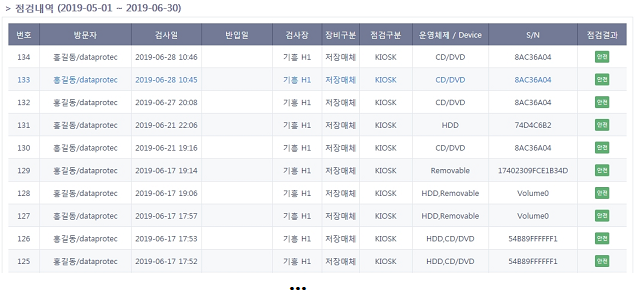 > 점검내역 (2019-05-01 ~ 2019-06-30)
번호 방문자 검사일 반입일 검사장 장비구분 점검구분 운영체제 / Device S/N 점검결과
134 홍길동/dataprotec 2019-06-28 10:46 기흥 H1 저장매체 KIOSK CD/DVD 8AC36A04 안전
133 홍길동/dataprotec 2019-06-28 10:45 기흥 H1 저장매체 KIOSK CD/DVD 8AC36A04 안전
132 홍길동/dataprotec 2019-06-27 20:08 기흥 H1 저장매체 KIOSK CD/DVD 8AC36A04 안전
131 홍길동/dataprotec 2019-06-21 22:06 기흥 H1 저장매체 KIOSK HDD 74D4C6B2 안전
130 홍길동/dataprotec 2019-06-21 19:16 기흥 H1 저장매체 KIOSK CD/DVD 8AC36A04 안전
129 홍길동/dataprotec 2019-06-17 19:14 기흥 H1 저장매체 KIOSK Removable 17402309FCE1B34D 안전
128 홍길동/dataprotec 2019-06-17 19:06 기흥 H1 저장매체 KIOSK HDD,Removable Volume0 안전
127 홍길동/dataprotec 2019-06-17 17:57 기흥 H1 저장매체 KIOSK HDD,Removable Volume0 안전
126 홍길동/dataprotec 2019-06-17 17:53 기흥 H1 저장매체 KIOSK HDD,CD/DVD 54B89FFFFFF1 안전
125 홍길동/dataprotec 2019-06-17 17:52 기흥 H1 저장매체 KIOSK HDD,CD/DVD 54B89FFFFFF1 안전
•••